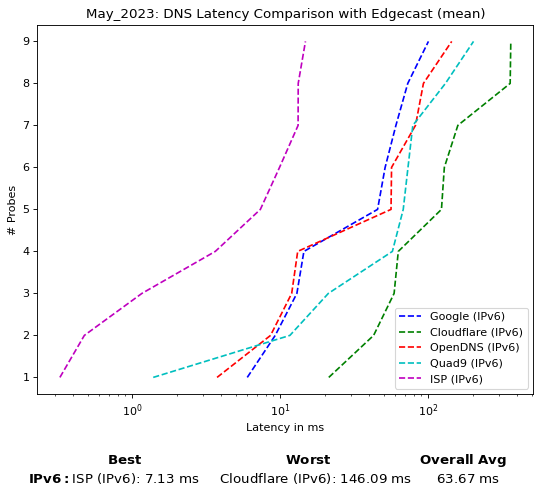 May_2023: DNS Latency Comparison with Edgecast (mean)
9
8
7
6
5
4
3
2
1
# Probes
10⁰ 10¹ 10²
Latency in ms
Google (IPv6)
Cloudflare (IPv6)
OpenDNS (IPv6)
Quad9 (IPv6)
ISP (IPv6)
Best Worst Overall Avg
IPv6: ISP (IPv6): 7.13 ms Cloudflare (IPv6): 146.09 ms 63.67 ms